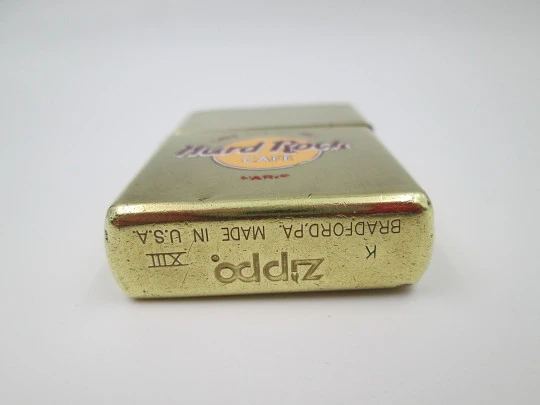 Hard Rock
CAFE
PARIS
BRADFORD,PA. MADE IN U.S.A.
K zippo® XIII